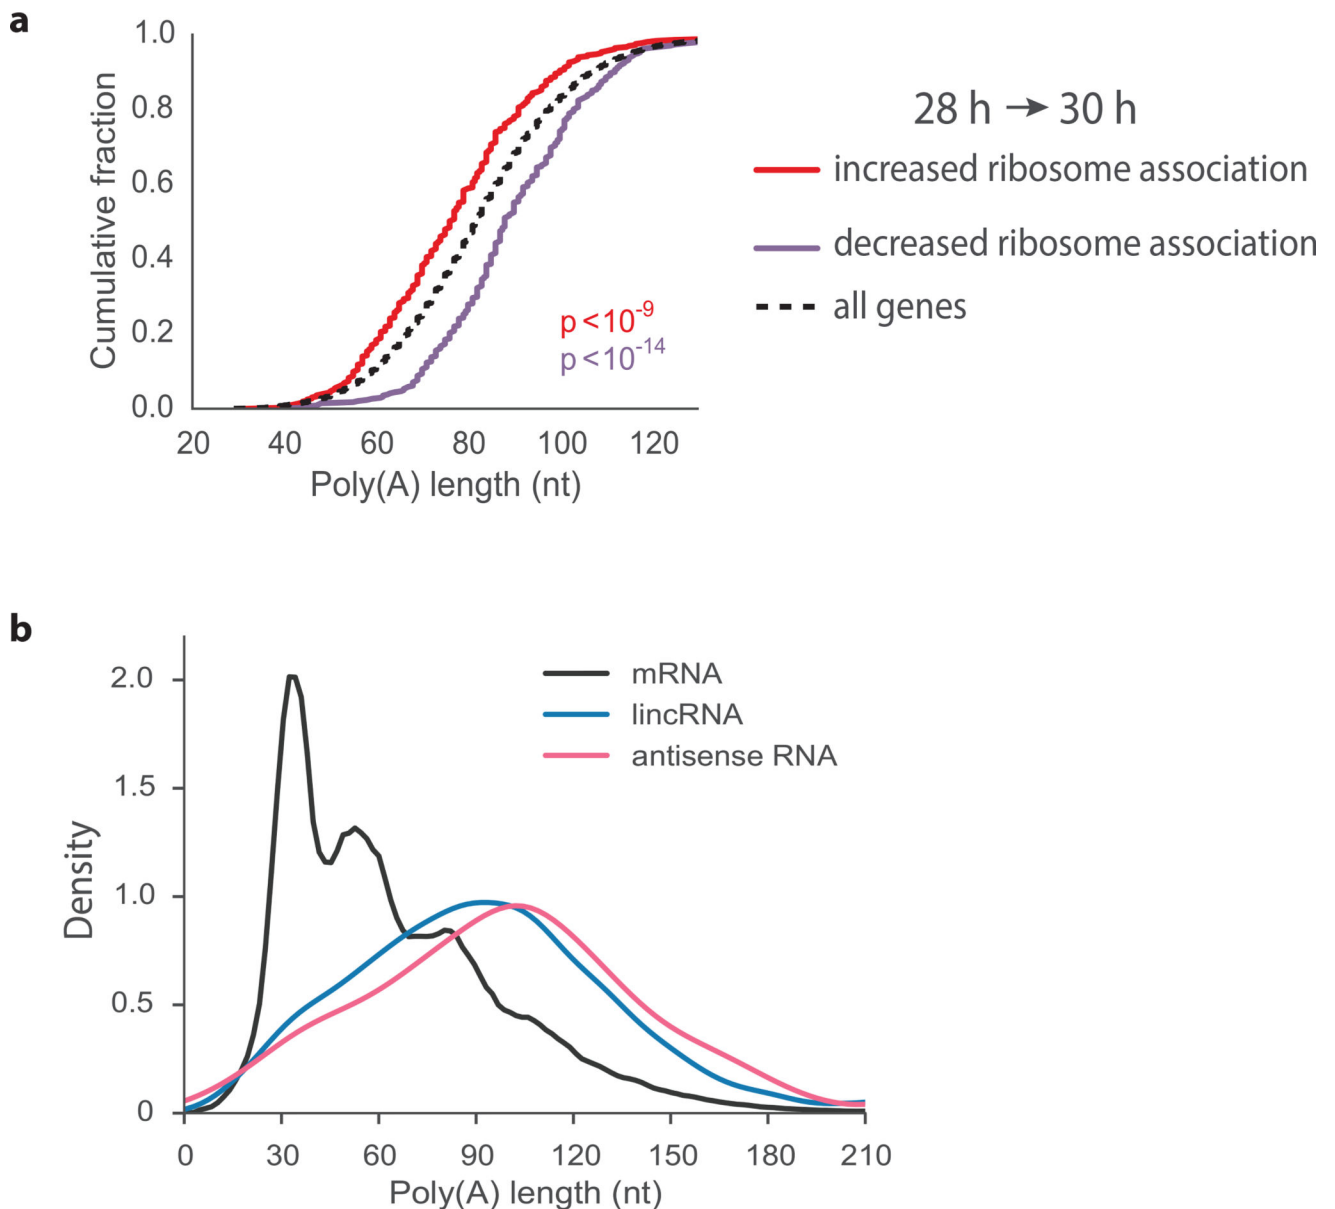 a
1.0
0.8
0.6
0.4
0.2
0.0
Cumulative fraction
20 40 60 80 100 120
Poly(A) length (nt)
p<10-9
p<10-14
28 h → 30 h
increased ribosome association
decreased ribosome association
all genes
b
2.0
1.5
1.0
0.5
0
Density
mRNA
lincRNA
antisense RNA
0 30 60 90 120 150 180 210
Poly(A) length (nt)